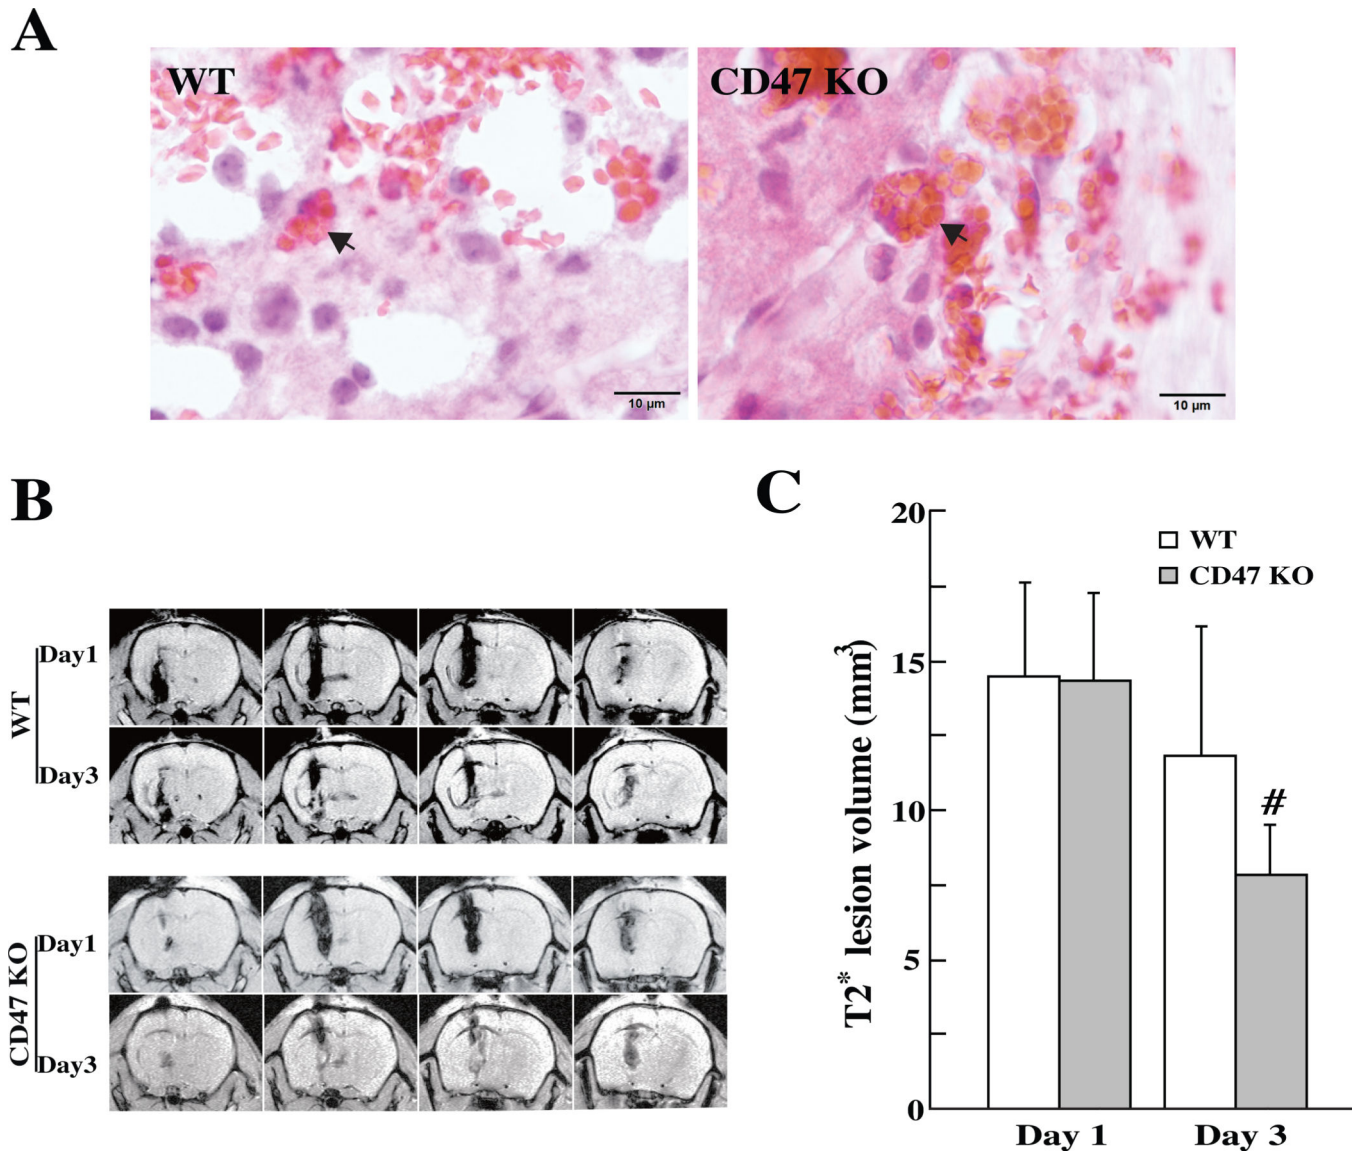 A
WT
CD47 KO
10 µm
10 µm
B
WT
Day1
Day3
CD47 KO
Day1
Day3
C
T2* lesion volume (mm³)
20
15
10
5
0
WT
CD47 KO
#
Day 1
Day 3